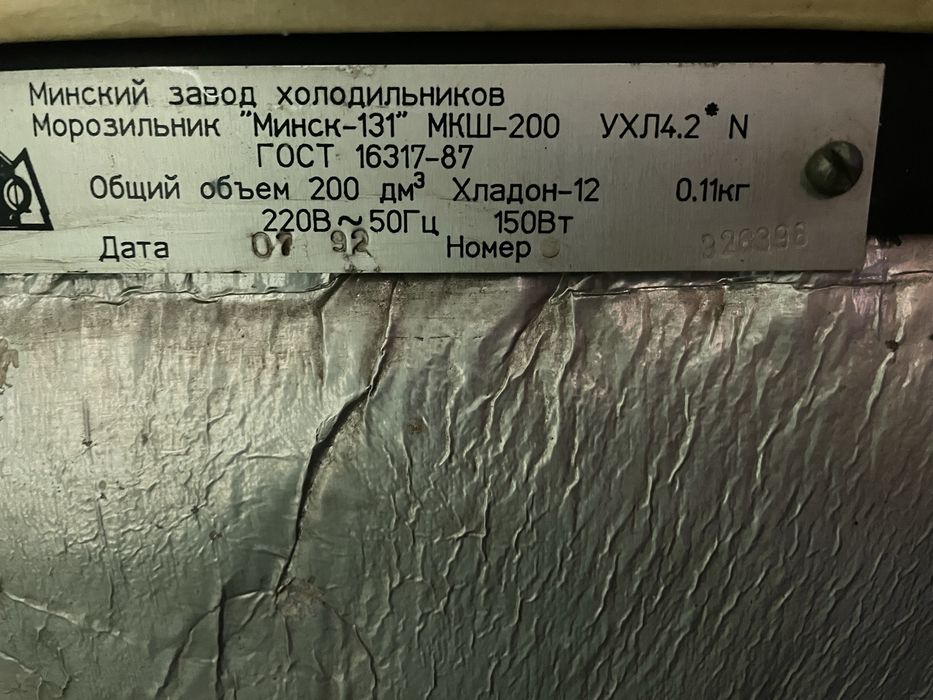 Минский завод холодильников
Морозильник "Минск-131" МКШ-200 УХЛ4.2* N
ГОСТ 16317-87
Общий объем 200 дм³ Хладон-12 0.11кг
220В ~ 50Гц 150Вт
Дата 07 92 Номер 326396